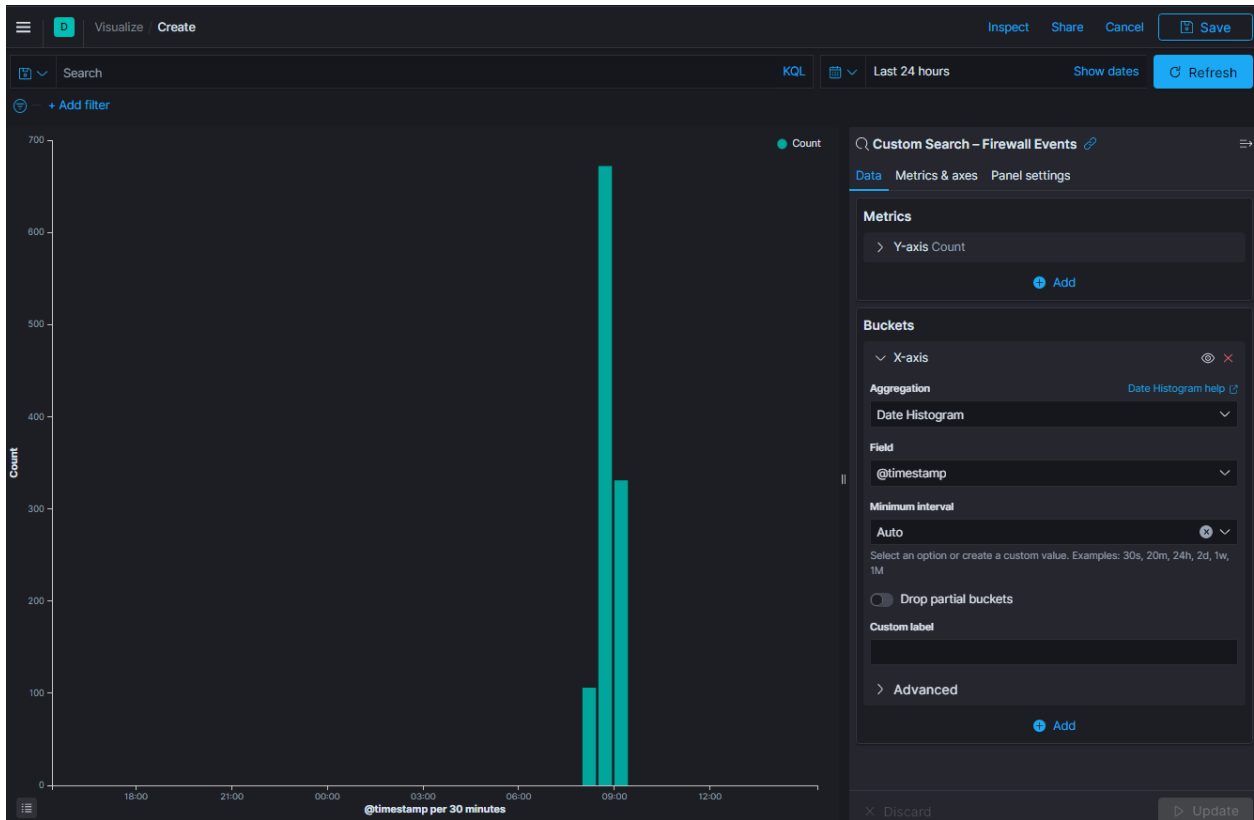 D Visualize / Create Inspect Share Cancel Save
Search KQL Last 24 hours Show dates Refresh
+ Add filter
700
Count
600
500
400
300
200
100
0
Count
18:00 21:00 00:00 03:00 06:00 09:00 12:00
@timestamp per 30 minutes
Custom Search – Firewall Events
Data Metrics & axes Panel settings
Metrics
Y-axis Count
Add
Buckets
X-axis
Aggregation Date Histogram help
Date Histogram
Field
@timestamp
Minimum interval
Auto
Select an option or create a custom value. Examples: 30s, 20m, 24h, 2d, 1w,
1M
Drop partial buckets
Custom label
Advanced
Add
Discard Update